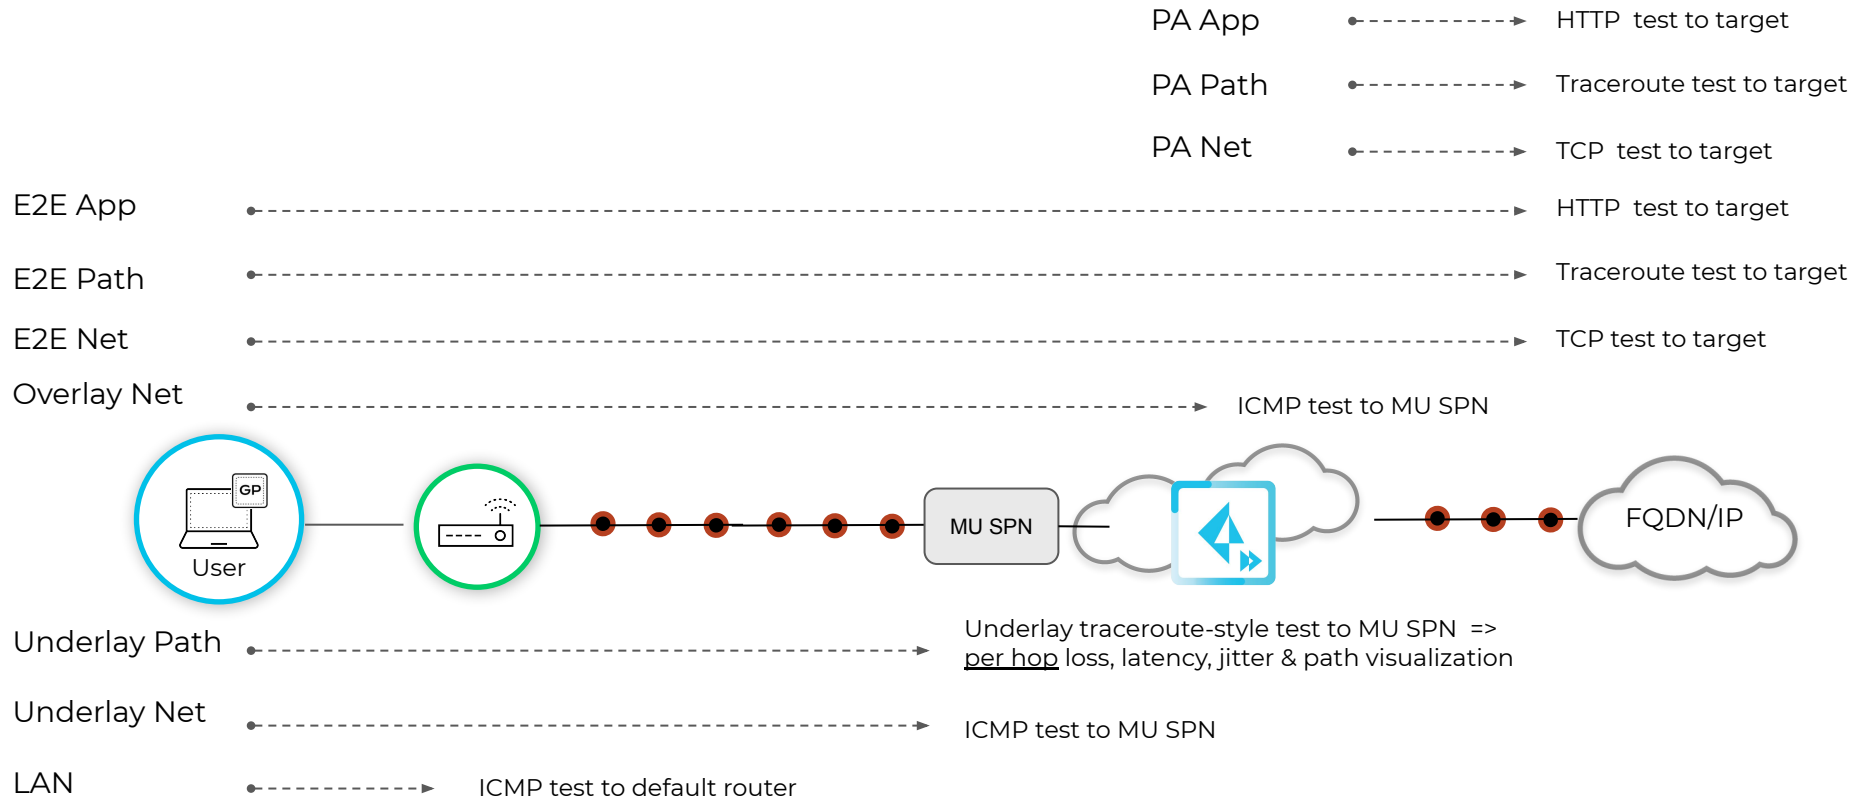 PA App
HTTP test to target
PA Path
Traceroute test to target
PA Net
TCP test to target
E2E App
HTTP test to target
E2E Path
Traceroute test to target
E2E Net
TCP test to target
Overlay Net
ICMP test to MU SPN
GP
User
MU SPN
FQDN/IP
Underlay Path
Underlay traceroute-style test to MU SPN =>
per hop loss, latency, jitter & path visualization
Underlay Net
ICMP test to MU SPN
LAN
ICMP test to default router